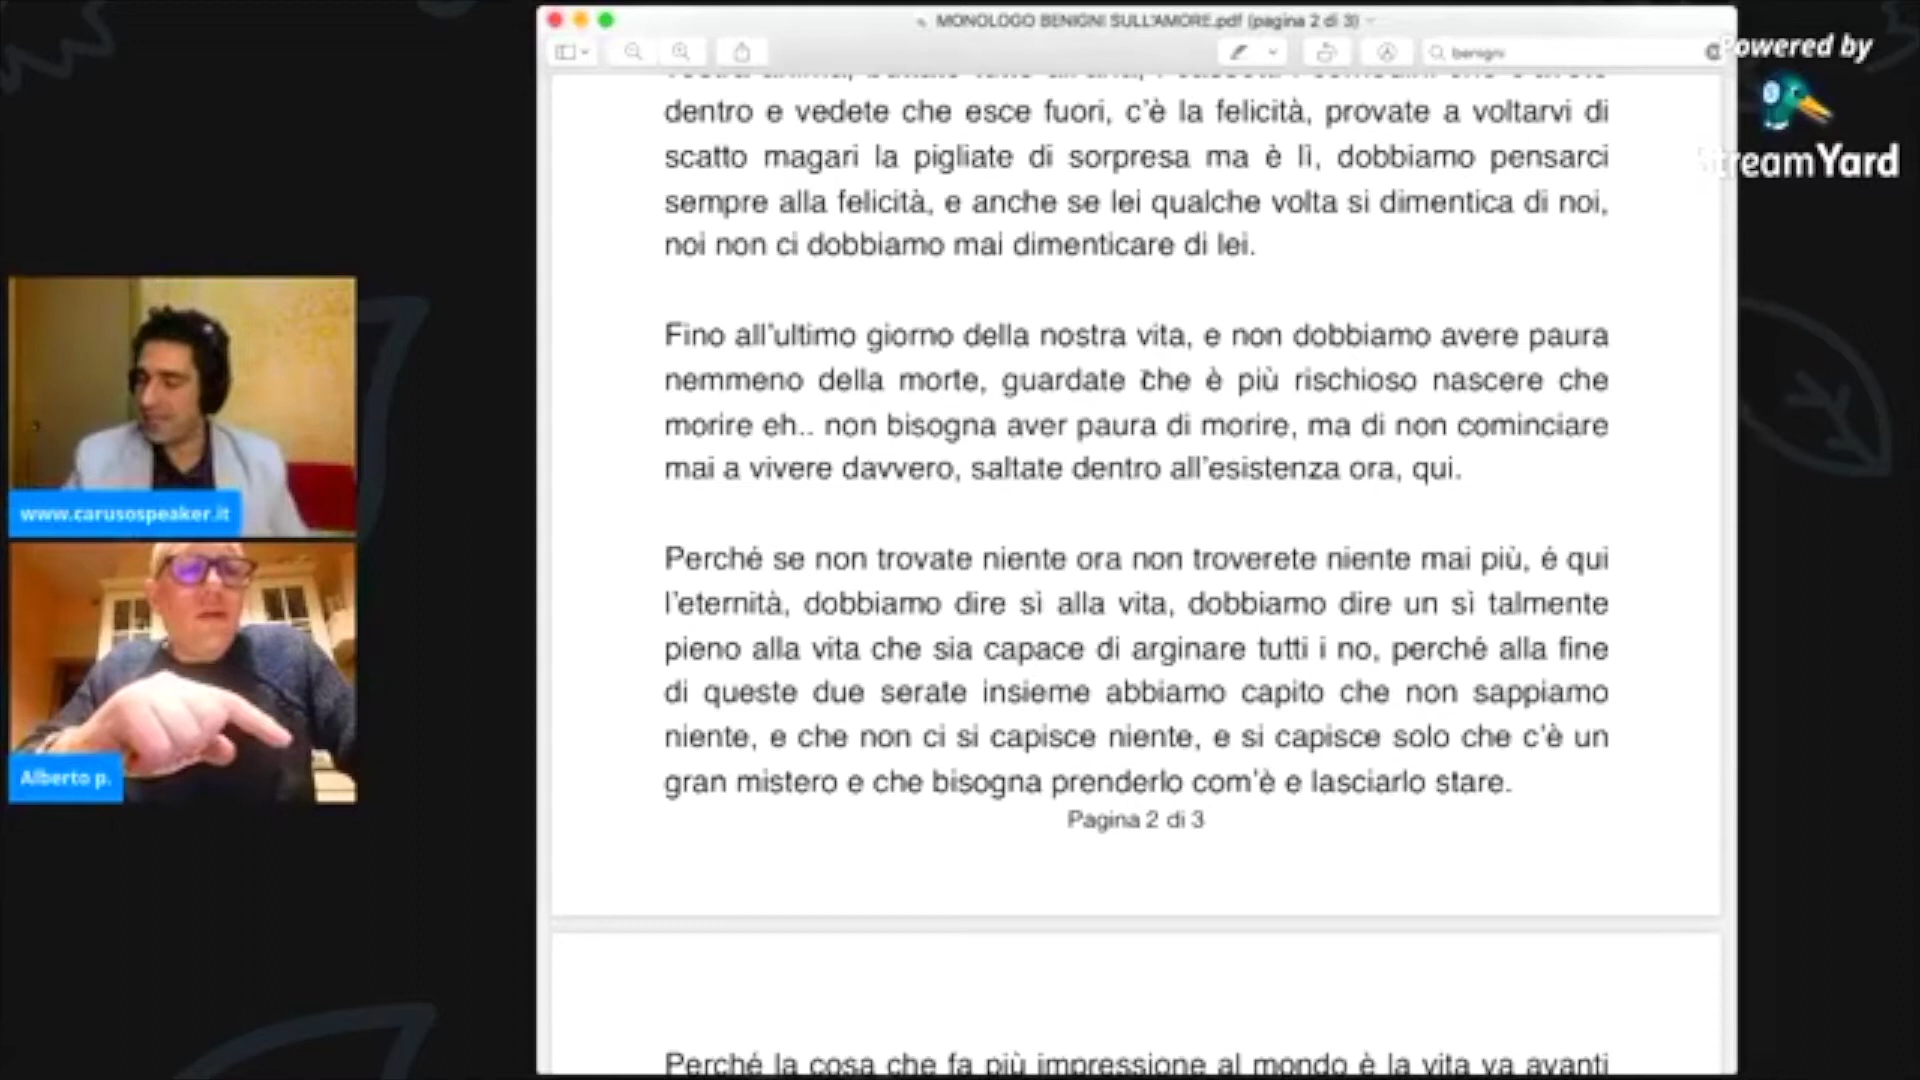 MONOLOGO BENIGNI SULL'AMORE.pdf (pagina 2 di 3)
benigni
Powered by
StreamYard
dentro e vedete che esce fuori, c'è la felicità, provate a voltarvi di
scatto magari la pigliate di sorpresa ma è lì, dobbiamo pensarci
sempre alla felicità, e anche se lei qualche volta si dimentica di noi,
noi non ci dobbiamo mai dimenticare di lei.
Fino all'ultimo giorno della nostra vita, e non dobbiamo avere paura
nemmeno della morte, guardate che è più rischioso nascere che
morire eh.. non bisogna aver paura di morire, ma di non cominciare
mai a vivere davvero, saltate dentro all'esistenza ora, qui.
Perché se non trovate niente ora non troverete niente mai più, é qui
l'eternità, dobbiamo dire sì alla vita, dobbiamo dire un sì talmente
pieno alla vita che sia capace di arginare tutti i no, perché alla fine
di queste due serate insieme abbiamo capito che non sappiamo
niente, e che non ci si capisce niente, e si capisce solo che c'è un
gran mistero e che bisogna prenderlo com'è e lasciarlo stare.
Pagina 2 di 3
Perché la cosa che fa più impressione al mondo è la vita va avanti
www.carusospeaker.it
Alberto p.